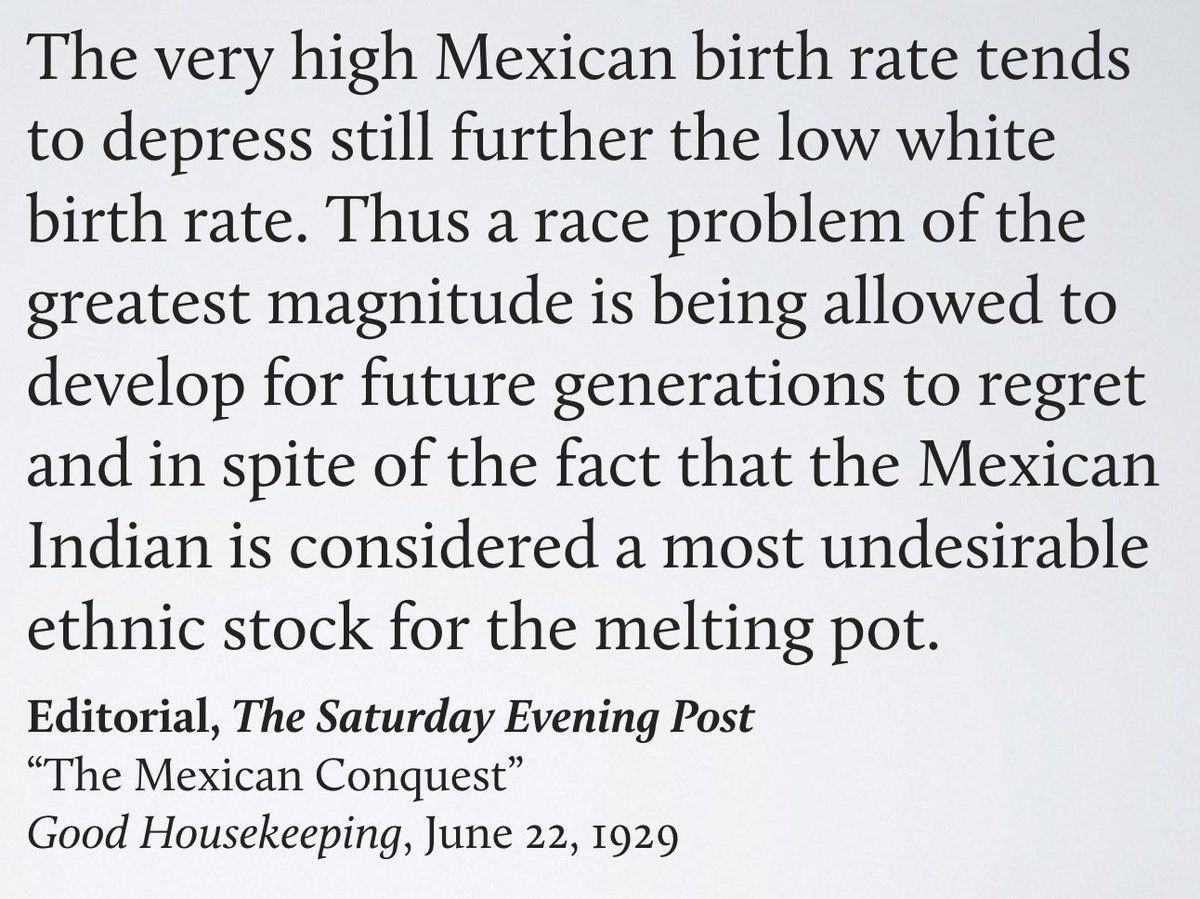 The very high Mexican birth rate tends
to depress still further the low white
birth rate. Thus a race problem of the
greatest magnitude is being allowed to
develop for future generations to regret
and in spite of the fact that the Mexican
Indian is considered a most undesirable
ethnic stock for the melting pot.
Editorial, The Saturday Evening Post
“The Mexican Conquest”
Good Housekeeping, June 22, 1929